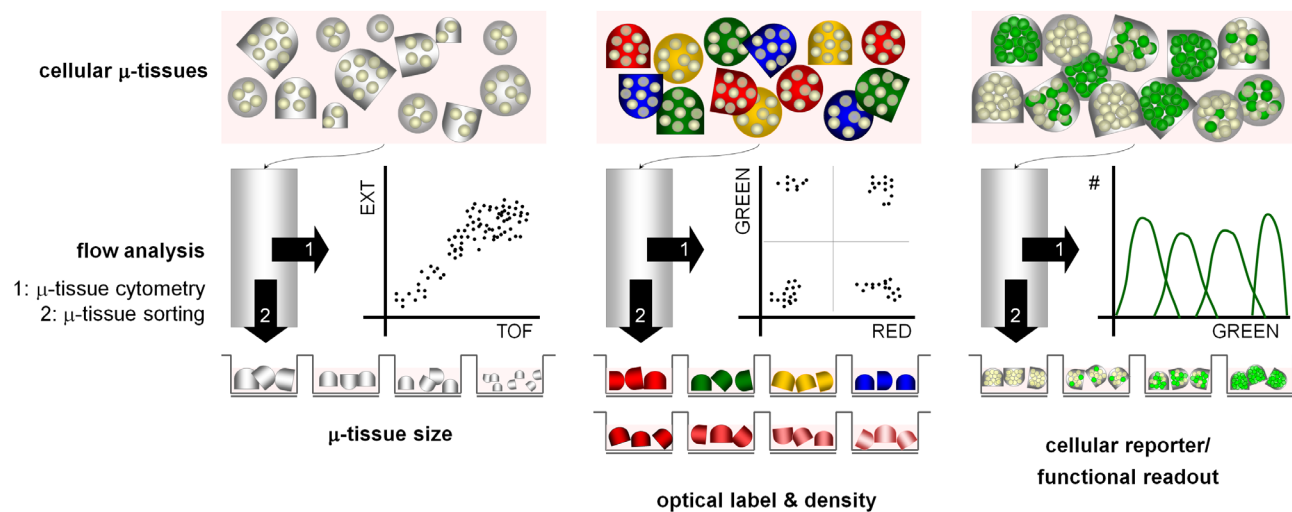 cellular μ-tissues
flow analysis
1: μ-tissue cytometry
2: μ-tissue sorting
1
2
EXT
TOF
1
2
GREEN
RED
1
2
#
GREEN
μ-tissue size
optical label & density
cellular reporter/
functional readout